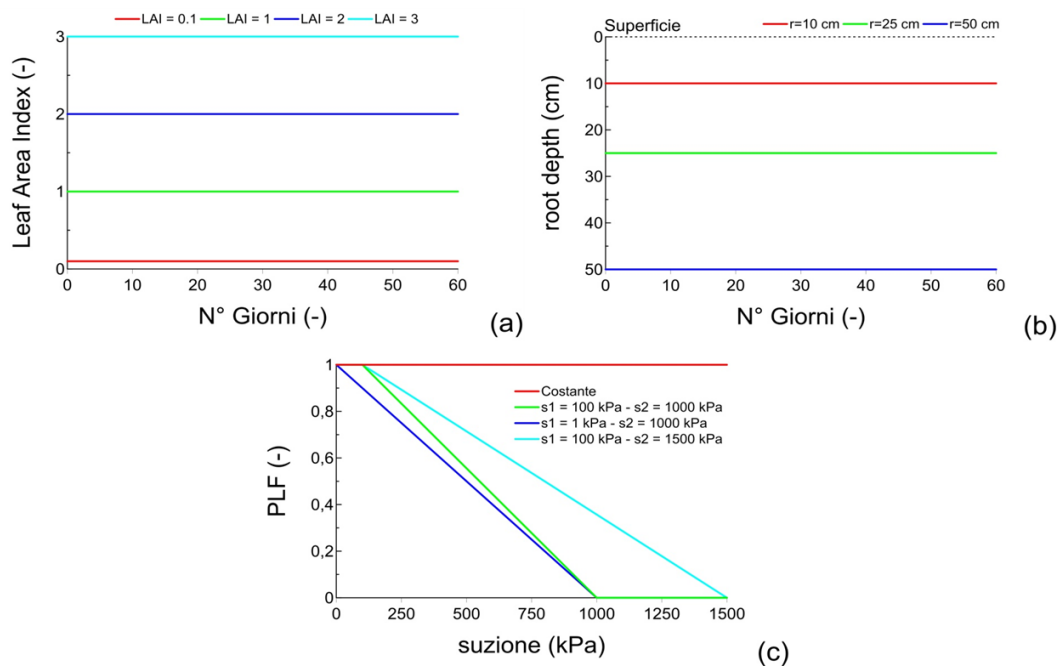 LAI = 0.1 LAI = 1 LAI = 2 LAI = 3
3
2
1
0
Leaf Area Index (-)
0 10 20 30 40 50 60
N° Giorni (-)
(a)
Superficie
r=10 cm r=25 cm r=50 cm
0
10
20
30
40
50
root depth (cm)
0 10 20 30 40 50 60
N° Giorni (-)
(b)
Costante
s1 = 100 kPa - s2 = 1000 kPa
s1 = 1 kPa - s2 = 1000 kPa
s1 = 100 kPa - s2 = 1500 kPa
1
0,8
0,6
0,4
0,2
0
PLF (-)
0 250 500 750 1000 1250 1500
suzione (kPa)
(c)